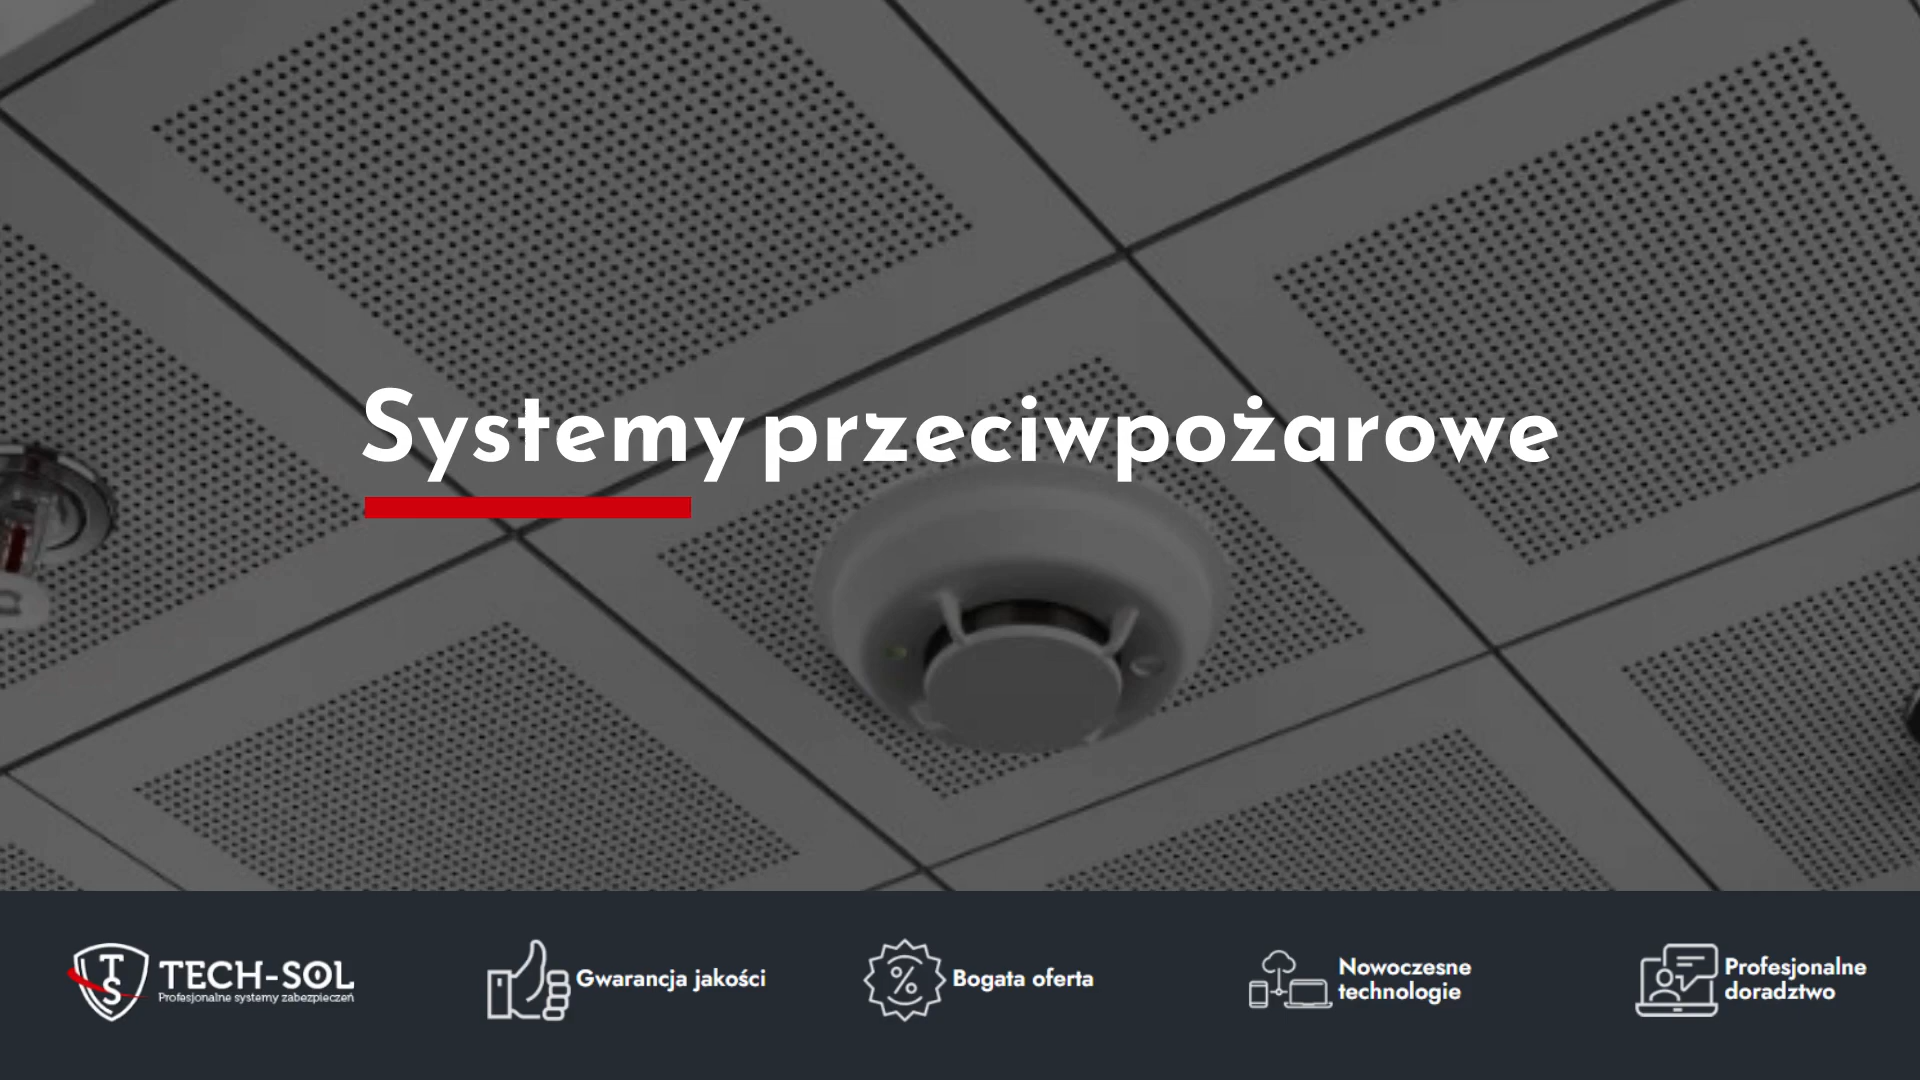 Systemy przeciwpożarowe
TECH-SOL
Profesjonalne systemy zabezpieczeń
Gwarancja jakości
Bogata oferta
Nowoczesne
technologie
Profesjonalne
doradztwo